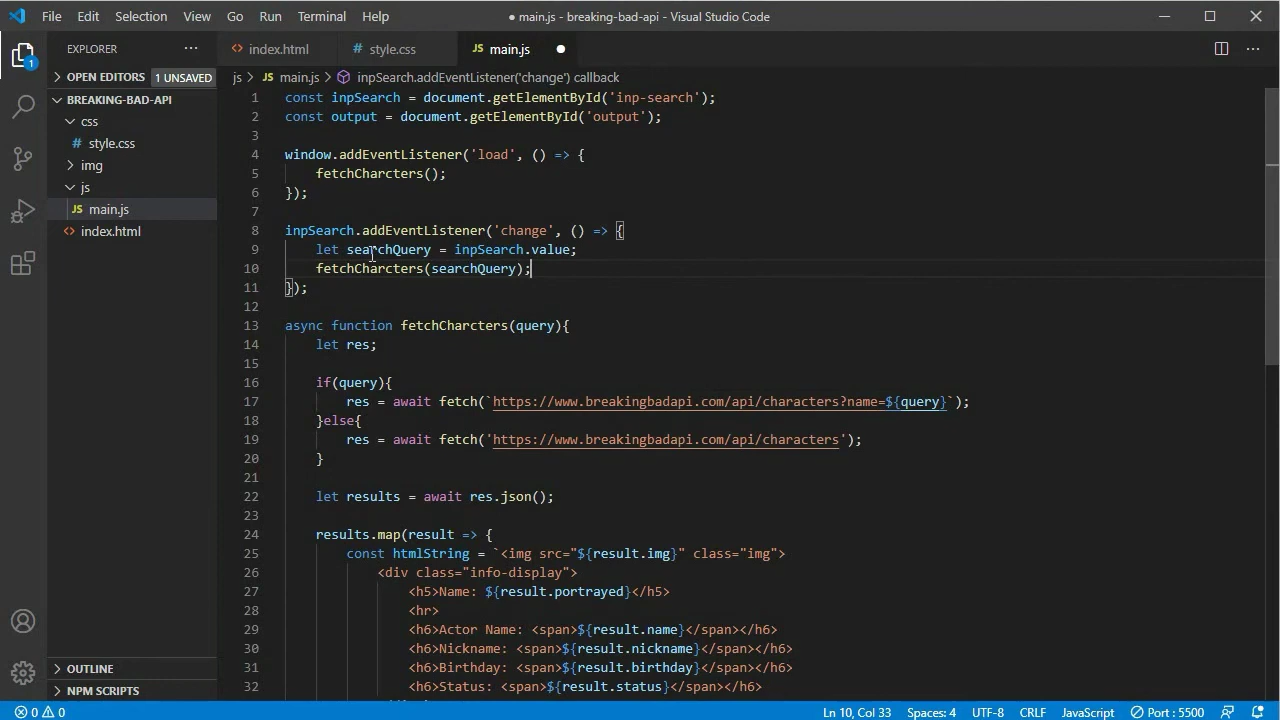 File Edit Selection View Go Run Terminal Help
● main.js - breaking-bad-api - Visual Studio Code
EXPLORER
index.html
# style.css
JS main.js
OPEN EDITORS 1 UNSAVED
js > JS main.js > inpSearch.addEventListener('change') callback
BREAKING-BAD-API
css
# style.css
img
js
JS main.js
index.html
1
1 const inpSearch = document.getElementById('inp-search');
2 const output = document.getElementById('output');
3
4 window.addEventListener('load', () => {
5 fetchCharcters();
6 });
7
8 inpSearch.addEventListener('change', () => {
9 let searchQuery = inpSearch.value;
10 fetchCharcters(searchQuery);
11 });
12
13 async function fetchCharcters(query){
14 let res;
15
16 if(query){
17 res = await fetch(`https://www.breakingbadapi.com/api/characters?name=${query}`);
18 }else{
19 res = await fetch('https://www.breakingbadapi.com/api/characters');
20 }
21
22 let results = await res.json();
23
24 results.map(result => {
25 const htmlString = `<img src="${result.img}" class="img">
26 <div class="info-display">
27 <h5>Name: ${result.portrayed}</h5>
28 <hr>
29 <h6>Actor Name: <span>${result.name}</span></h6>
30 <h6>Nickname: <span>${result.nickname}</span></h6>
31 <h6>Birthday: <span>${result.birthday}</span></h6>
32 <h6>Status: <span>${result.status}</span></h6>
OUTLINE
NPM SCRIPTS
0 0
Ln 10, Col 33 Spaces: 4 UTF-8 CRLF JavaScript Port : 5500